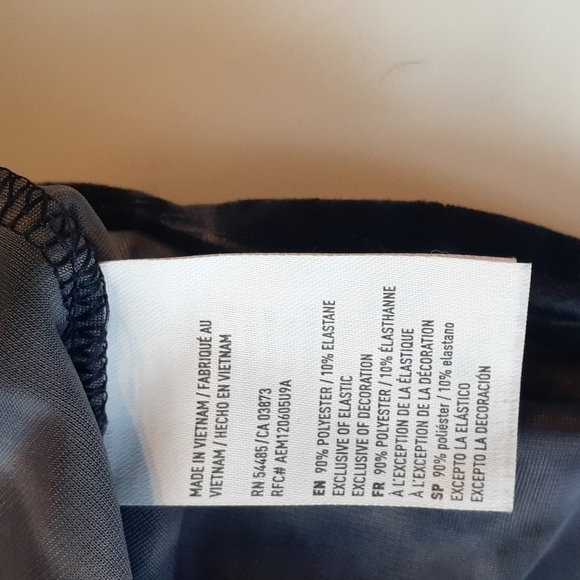 MADE IN VIETNAM / FABRIQUÉ AU
VIETNAM / HECHO EN VIETNAM
RN 54485/CA 03873
RFC# AEM120605U9A
EN 90% POLYESTER / 10% ELASTANE
EXCLUSIVE OF ELASTIC
EXCLUSIVE OF DECORATION
FR 90% POLYESTER / 10% ÉLASTHANNE
À L'EXCEPTION DE LA ÉLASTIQUE
À L'EXCEPTION DE LA DÉCORATION
SP 90% poliéster / 10% elastano
EXCEPTO LA ELÁSTICO
EXCEPTO LA DECORACIÓN